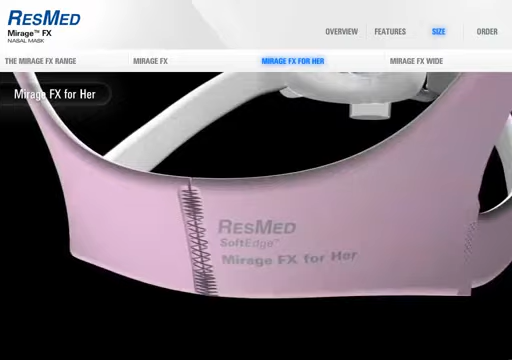 RESMED
Mirage™ FX
NASAL MASK
OVERVIEW
FEATURES
SIZE
ORDER
THE MIRAGE FX RANGE
MIRAGE FX
MIRAGE FX FOR HER
MIRAGE FX WIDE
Mirage FX for Her
RESMED
SoftEdge™
Mirage FX for Her